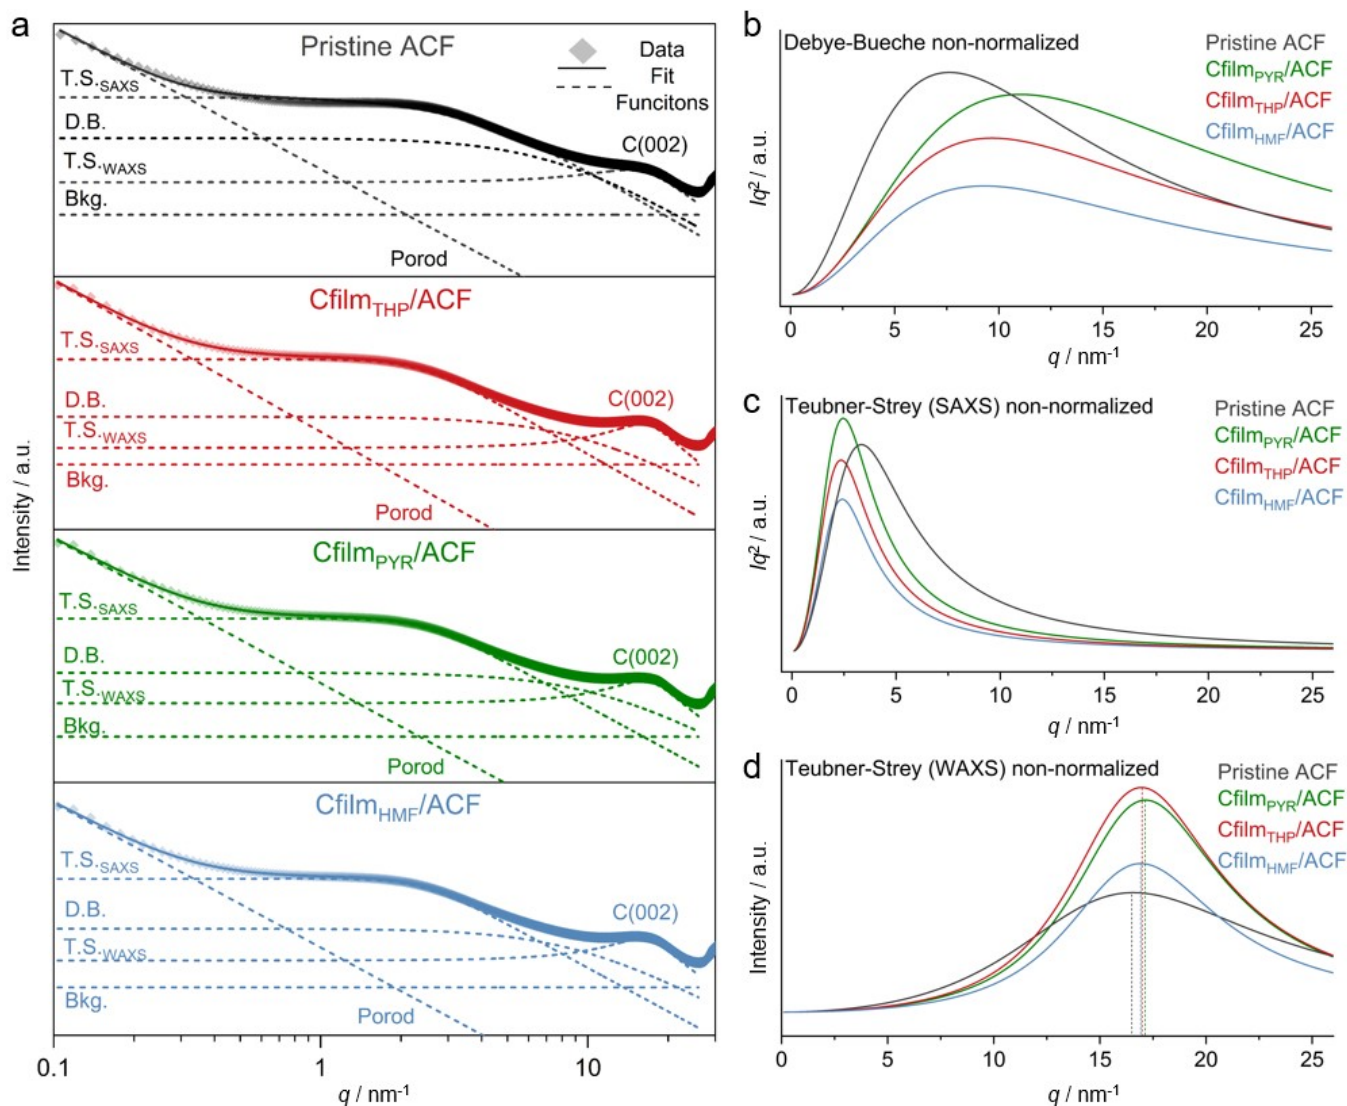 a
Pristine ACF
Data
Fit
Funcitons
T.S.SAXS
D.B.
T.S.WAXS
Bkg.
C(002)
Porod
CfilmTHP/ACF
T.S.SAXS
D.B.
T.S.WAXS
Bkg.
C(002)
Porod
CfilmPYR/ACF
T.S.SAXS
D.B.
T.S.WAXS
Bkg.
C(002)
Porod
CfilmHMF/ACF
T.S.SAXS
D.B.
T.S.WAXS
Bkg.
C(002)
Porod
Intensity / a.u.
0.1 1 10
q / nm-1
b
Debye-Bueche non-normalized
Pristine ACF
CfilmPYR/ACF
CfilmTHP/ACF
CfilmHMF/ACF
Iq2 / a.u.
0 5 10 15 20 25
q / nm-1
c
Teubner-Strey (SAXS) non-normalized
Pristine ACF
CfilmPYR/ACF
CfilmTHP/ACF
CfilmHMF/ACF
Iq2 / a.u.
0 5 10 15 20 25
q / nm-1
d
Teubner-Strey (WAXS) non-normalized
Pristine ACF
CfilmPYR/ACF
CfilmTHP/ACF
CfilmHMF/ACF
Intensity / a.u.
0 5 10 15 20 25
q / nm-1